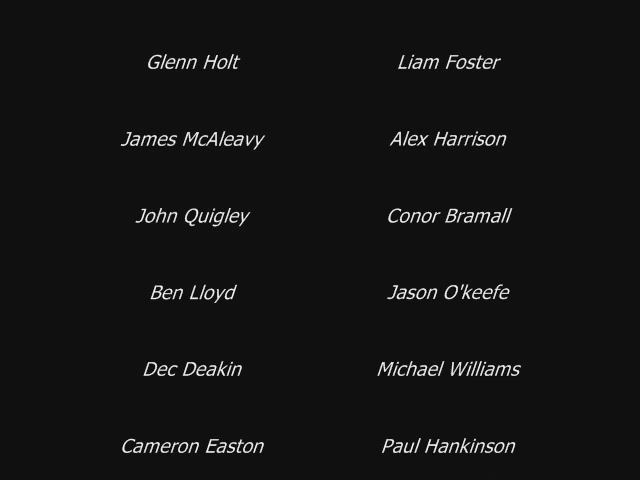 Glenn Holt Liam Foster
James McAleavy Alex Harrison
John Quigley Conor Bramall
Ben Lloyd Jason O'keefe
Dec Deakin Michael Williams
Cameron Easton Paul Hankinson